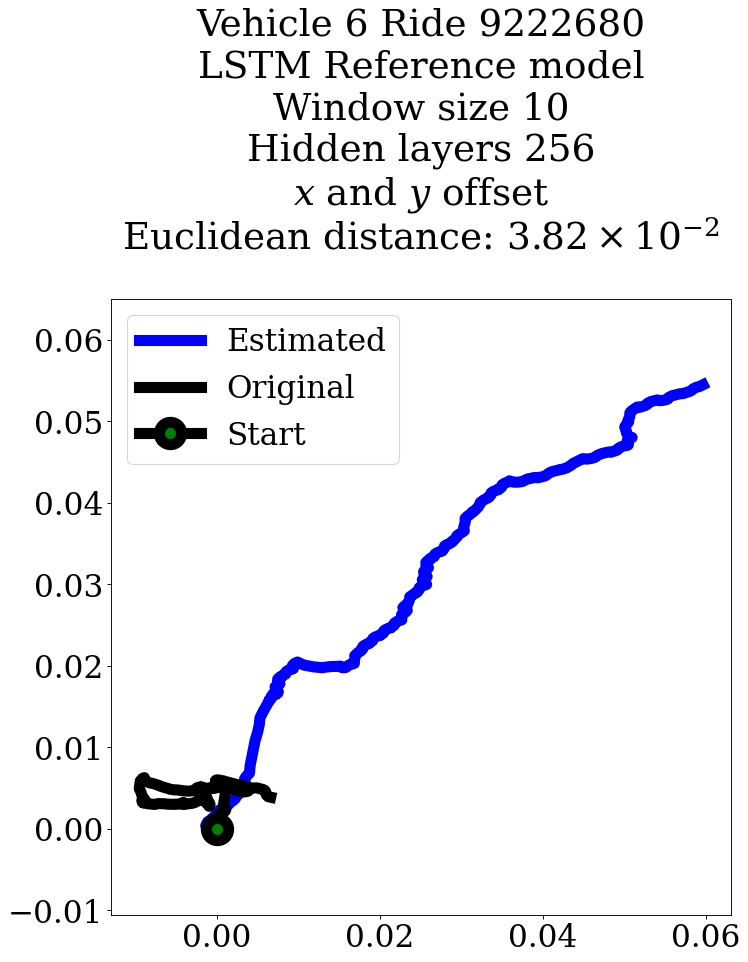 Vehicle 6 Ride 9222680
LSTM Reference model
Window size 10
Hidden layers 256
x and y offset
Euclidean distance: 3.82 × 10⁻²
Estimated
Original
Start
0.06
0.05
0.04
0.03
0.02
0.01
0.00
−0.01
0.00 0.02 0.04 0.06